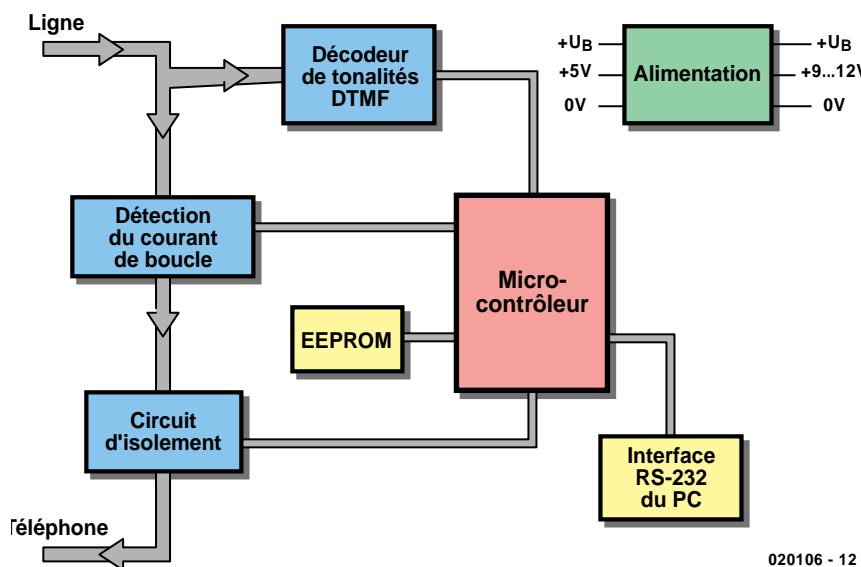 Ligne
Décodeur
de tonalités
DTMF
+UB
+5V
0V
Alimentation
+UB
+9...12V
0V
Détection
du courant
de boucle
Micro-
contrôleur
EEPROM
Circuit
d'isolement
Interface
RS-232
du PC
Téléphone
020106 - 12